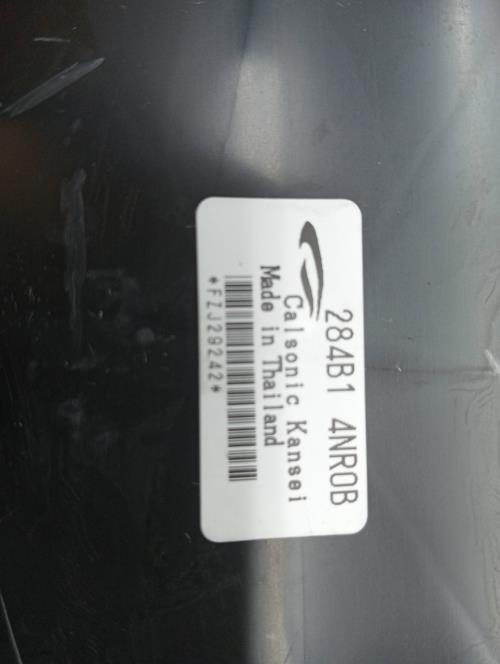 284B1 4NR0B
Calsonic Kansei
Made in Thailand
*FZJ29242*